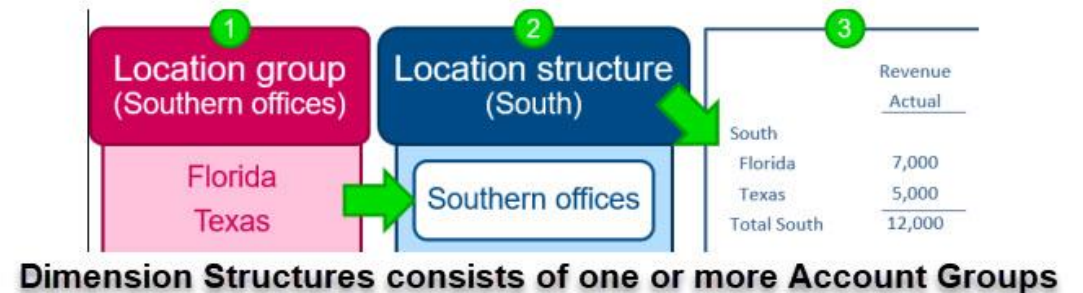 1
Location group
(Southern offices)
Florida
Texas
2
Location structure
(South)
Southern offices
3
Revenue
Actual
South
Florida 7,000
Texas 5,000
Total South 12,000
Dimension Structures consists of one or more Account Groups